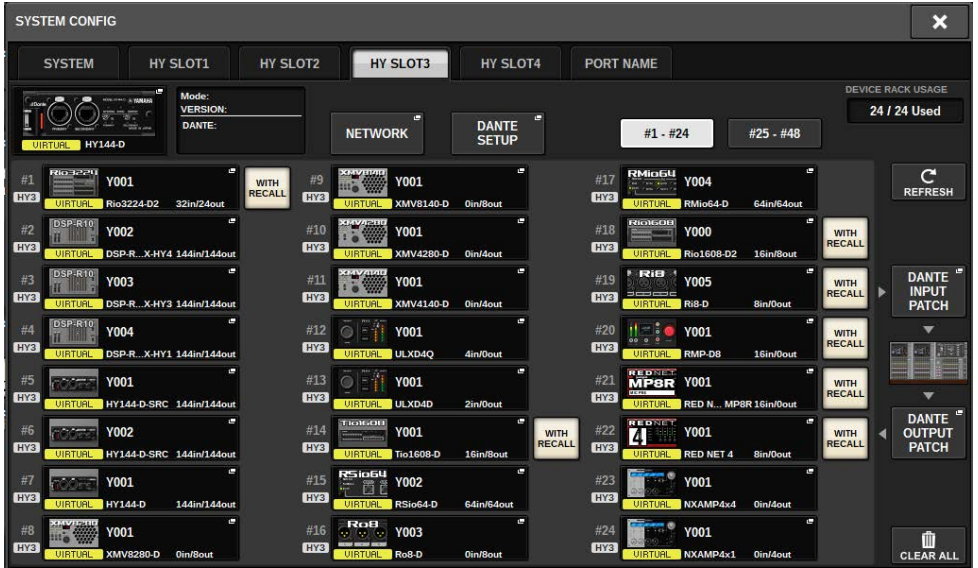 SYSTEM CONFIG
SYSTEM HY SLOT1 HY SLOT2 HY SLOT3 HY SLOT4 PORT NAME
VIRTUAL HY144-D
Mode:
VERSION:
DANTE:
NETWORK
DANTE SETUP
#1 - #24
#25 - #48
DEVICE RACK USAGE
24 / 24 Used
#1 HY3 Rio3224 Y001 VIRTUAL Rio3224-D2 32in/24out WITH RECALL
#2 HY3 DSP-R10 Y002 VIRTUAL DSP-R...X-HY4 144in/144out
#3 HY3 DSP-R10 Y003 VIRTUAL DSP-R...X-HY3 144in/144out
#4 HY3 DSP-R10 Y004 VIRTUAL DSP-R...X-HY1 144in/144out
#5 HY3 Y001 VIRTUAL HY144-D-SRC 144in/144out
#6 HY3 Y002 VIRTUAL HY144-D-SRC 144in/144out
#7 HY3 Y001 VIRTUAL HY144-D 144in/144out
#8 HY3 XMV8280 Y001 VIRTUAL XMV8280-D 0in/8out
#9 HY3 XMV8140 Y001 VIRTUAL XMV8140-D 0in/8out
#10 HY3 XMV4280 Y001 VIRTUAL XMV4280-D 0in/4out
#11 HY3 XMV4140 Y001 VIRTUAL XMV4140-D 0in/4out
#12 HY3 Y001 VIRTUAL ULXD4Q 4in/0out
#13 HY3 Y001 VIRTUAL ULXD4D 2in/0out
#14 HY3 Tio1608 Y001 VIRTUAL Tio1608-D 16in/8out WITH RECALL
#15 HY3 RSio64 Y002 VIRTUAL RSio64-D 64in/64out
#16 HY3 Ro8 Y003 VIRTUAL Ro8-D 0in/8out
#17 HY3 RMio64 Y004 VIRTUAL RMio64-D 64in/64out
#18 HY3 Rio1608 Y000 VIRTUAL Rio1608-D2 16in/8out WITH RECALL
#19 HY3 Ri8 Y005 VIRTUAL Ri8-D 8in/0out WITH RECALL
#20 HY3 Y001 VIRTUAL RMP-D8 16in/0out WITH RECALL
#21 HY3 REDNET MP8R Y001 VIRTUAL RED N... MP8R 16in/0out WITH RECALL
#22 HY3 REDNET 4 Y001 VIRTUAL RED NET 4 8in/0out WITH RECALL
#23 HY3 Y001 VIRTUAL NXAMP4x4 0in/4out
#24 HY3 Y001 VIRTUAL NXAMP4x1 0in/4out
REFRESH
DANTE INPUT PATCH
DANTE OUTPUT PATCH
CLEAR ALL